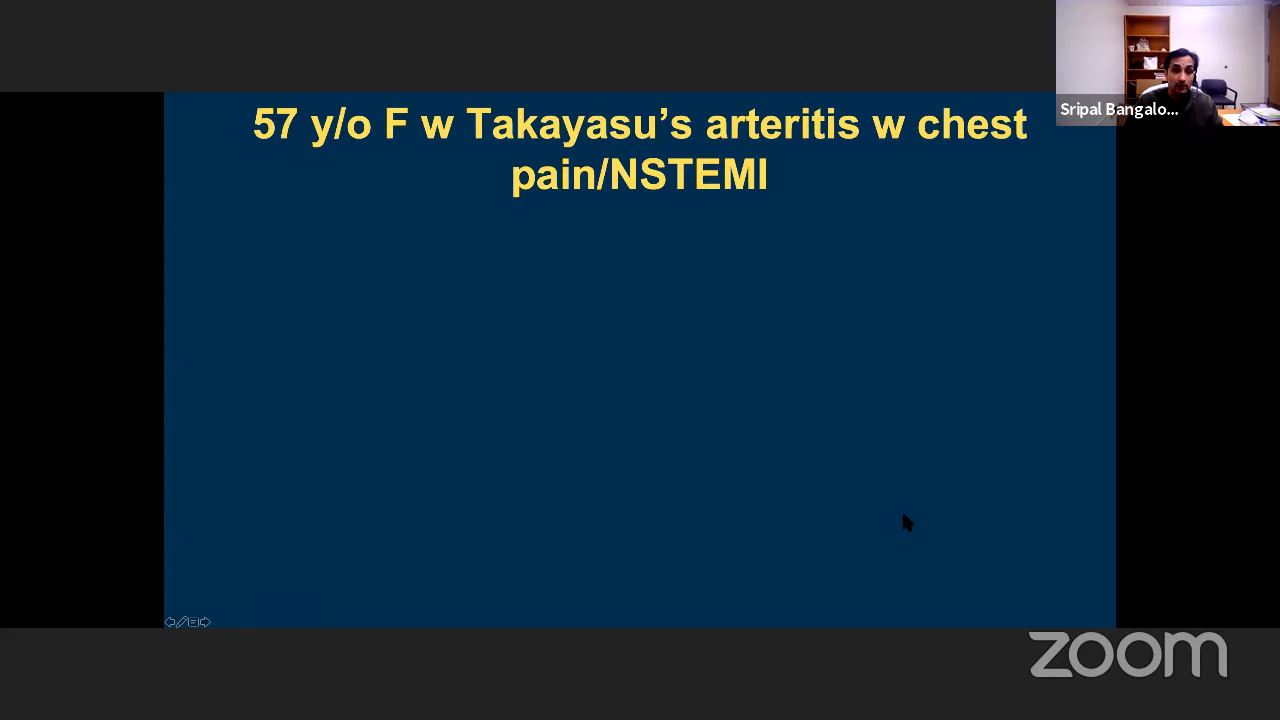 Sripal Bangalo...
57 y/o F w Takayasu’s arteritis w chest
pain/NSTEMI
zoom